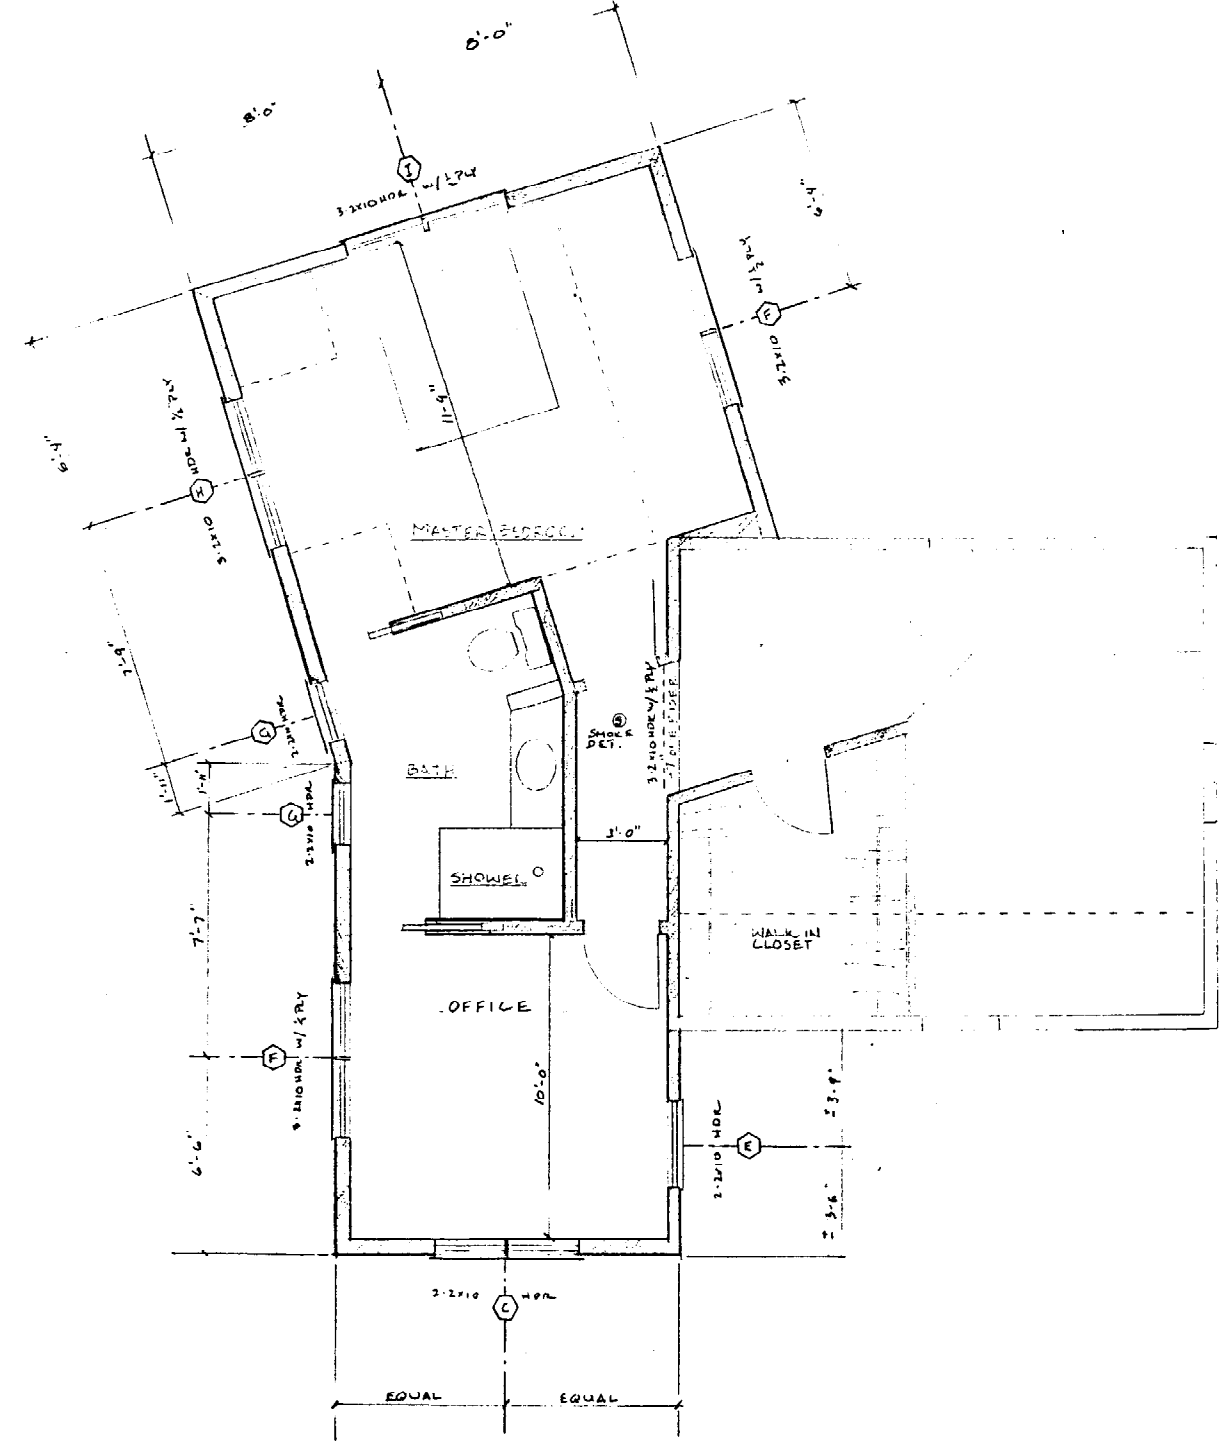 8'-0"
8'-0"
I
3-2x10 HDR W/ ½ PLY
6'-4"
W/ ½ PLY
3-2x10
11'-9"
6'-4"
HDR W/ ½ PLY
H
3-2x10
MASTER BEDROOM
7'-9"
2-2x10 HDR
G
1'-11"
1'-11"
G
2-2x10 HDR
BATH
S
SMOKE
DET.
3-2x10 HDR W/ ½ PLY
3'-0"
SHOWER
WALK IN
CLOSET
7'-7"
OFFICE
F
3-2x10 HDR W/ ½ PLY
10'-0"
6'-6"
± 3'-9"
E
2-2x10 HDR
± 3'-6"
2-2x10 HDR
C
EQUAL
EQUAL